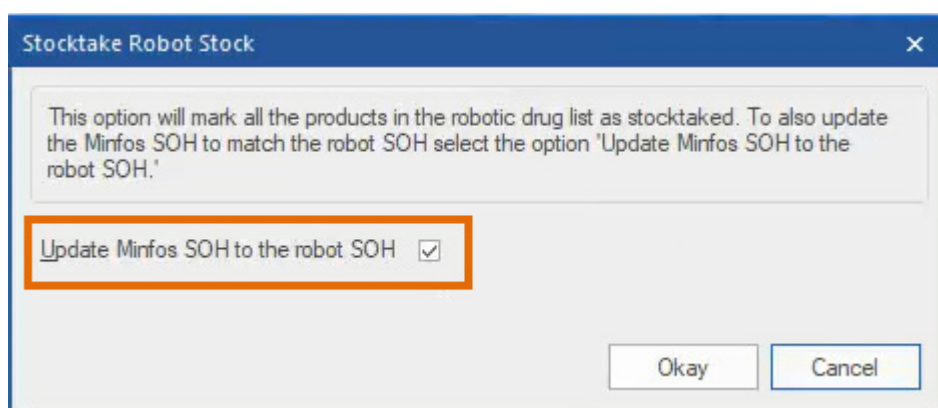 Stocktake Robot Stock
This option will mark all the products in the robotic drug list as stocktaked. To also update
the Minfos SOH to match the robot SOH select the option 'Update Minfos SOH to the
robot SOH.'
Update Minfos SOH to the robot SOH
Okay Cancel